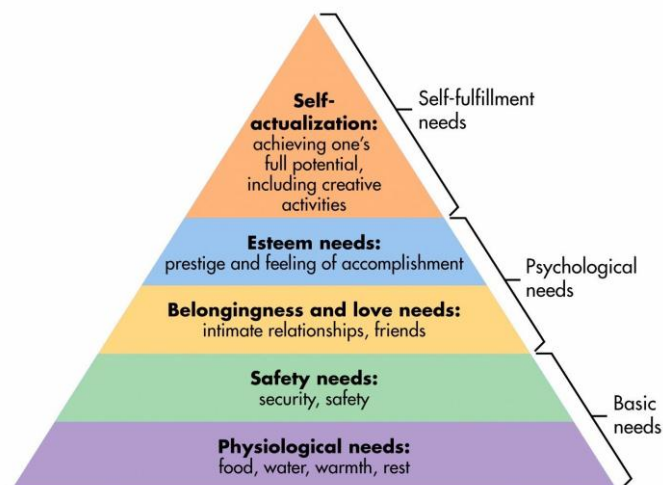 Self-
actualization:
achieving one's
full potential,
including creative
activities
Self-fulfillment
needs
Esteem needs:
prestige and feeling of accomplishment
Belongingness and love needs:
intimate relationships, friends
Psychological
needs
Safety needs:
security, safety
Physiological needs:
food, water, warmth, rest
Basic
needs